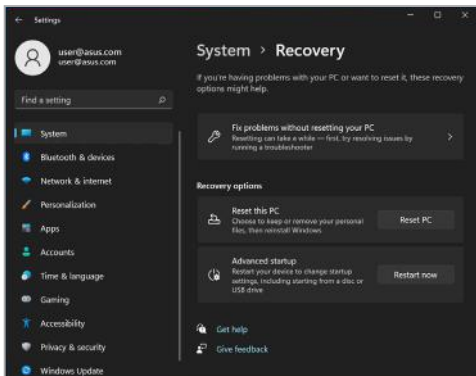 Settings
user@asus.com
user@asus.com
Find a setting
System
Bluetooth & devices
Network & internet
Personalization
Apps
Accounts
Time & language
Gaming
Accessibility
Privacy & security
Windows Update
System > Recovery
If you're having problems with your PC or want to reset it, these recovery
options might help.
Fix problems without resetting your PC
Resetting can take a while — first, try resolving issues by
running a troubleshooter
Recovery options
Reset this PC
Choose to keep or remove your personal
files, then reinstall Windows
Reset PC
Advanced startup
Restart your device to change startup
settings, including starting from a disc or
USB drive
Restart now
Get help
Give feedback